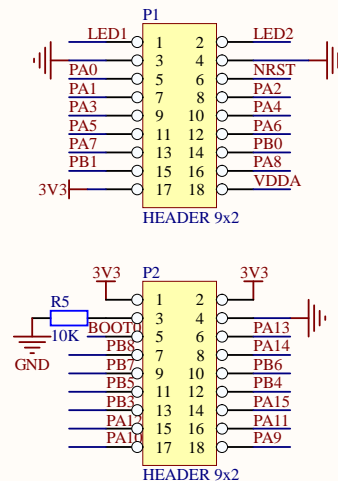 P1
LED1 1 2 LED2
3 4
PA0 5 6 NRST
PA1 7 8 PA2
PA3 9 10 PA4
PA5 11 12 PA6
PA7 13 14 PB0
PB1 15 16 PA8
3V3 17 18 VDDA
HEADER 9x2
3V3 P2 3V3
1 2
R5 3 4
10K BOOT0 5 6 PA13
GND PB8 7 8 PA14
PB7 9 10 PB6
PB5 11 12 PB4
PB3 13 14 PA15
PA12 15 16 PA11
PA10 17 18 PA9
HEADER 9x2